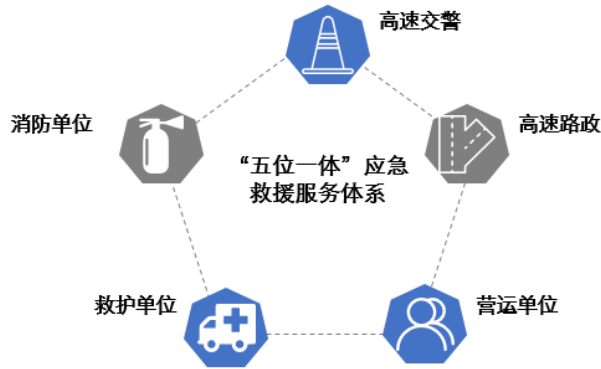 高速交警
消防单位
高速路政
“五位一体”应急
救援服务体系
救护单位
营运单位